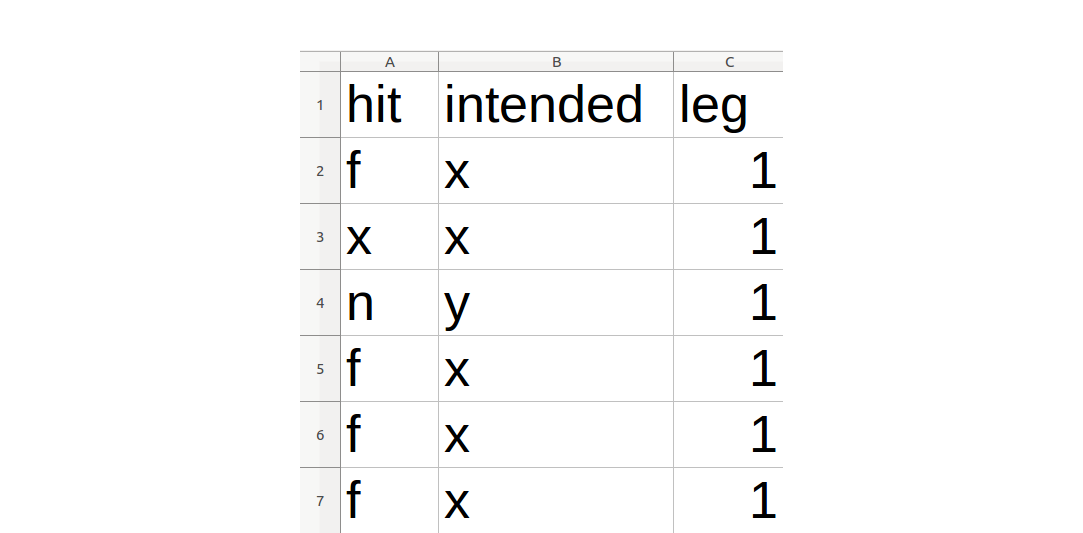 A B C
1 hit intended leg
2 f x 1
3 x x 1
4 n y 1
5 f x 1
6 f x 1
7 f x 1